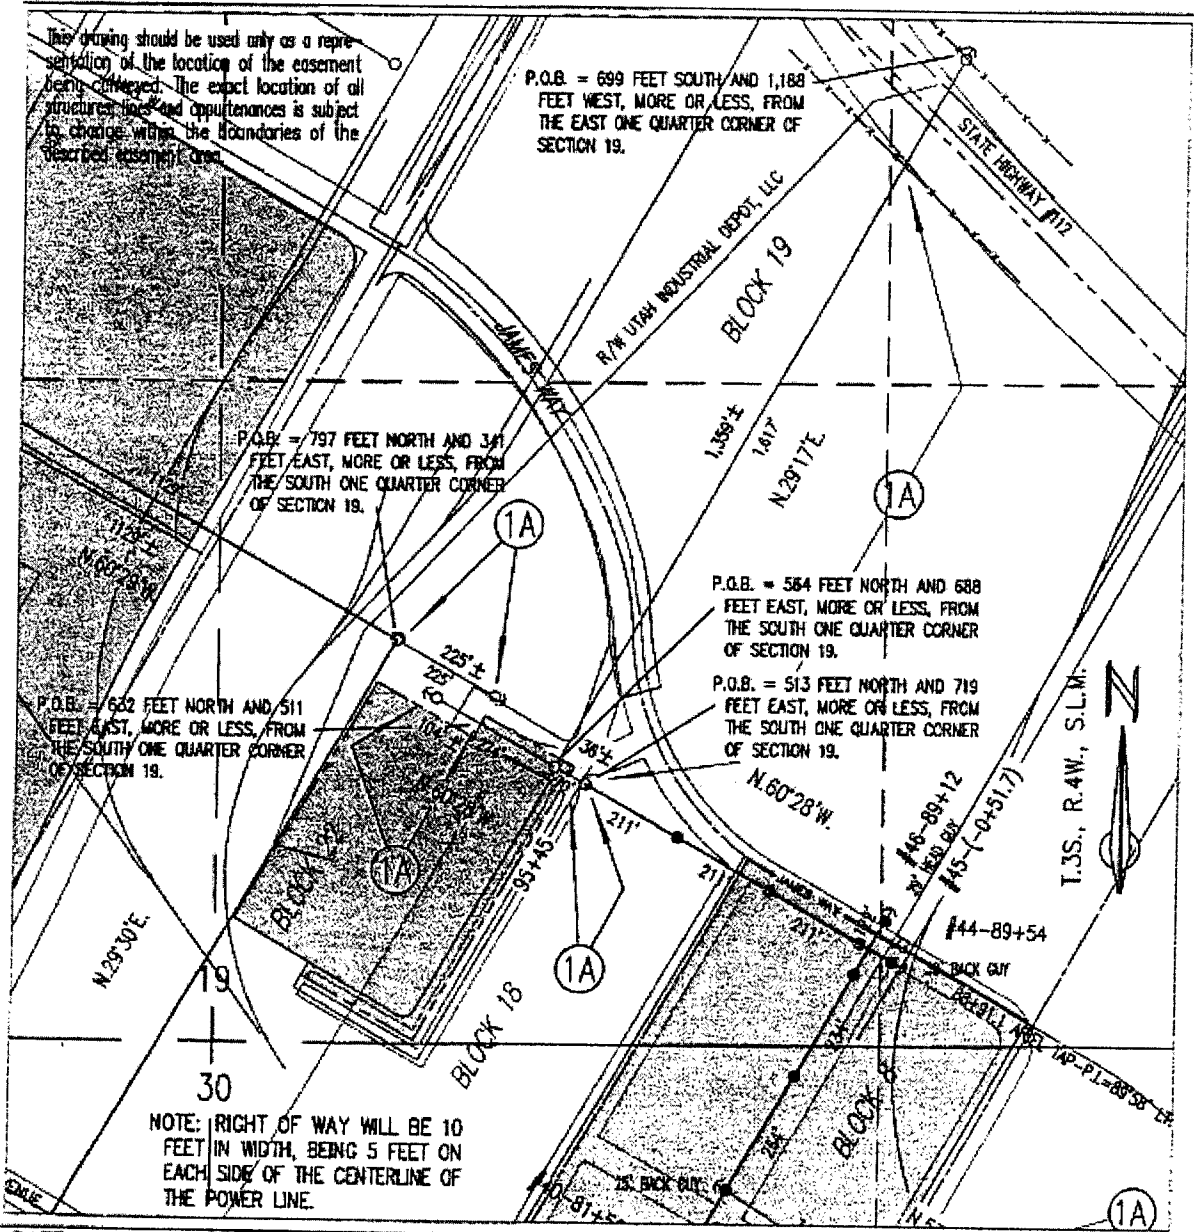 This drawing should be used only as a repre-
sentation of the location of the easement
being conveyed. The exact location of all
structures, lines and appurtenances is subject
to change within the boundaries of the
described easement area.
P.O.B. = 699 FEET SOUTH AND 1,188
FEET WEST, MORE OR LESS, FROM
THE EAST ONE QUARTER CORNER OF
SECTION 19.
STATE HIGHWAY #112
R/W UTAH INDUSTRIAL DEPOT, LLC
BLOCK 19
JAMES WAY
1,359'±
1,617'
N.29°17'E.
1A
P.O.B. = 797 FEET NORTH AND 341
FEET EAST, MORE OR LESS, FROM
THE SOUTH ONE QUARTER CORNER
OF SECTION 19.
1A
N.60°28'W.
P.O.B. = 564 FEET NORTH AND 688
FEET EAST, MORE OR LESS, FROM
THE SOUTH ONE QUARTER CORNER
OF SECTION 19.
225'±
225'
P.O.B. = 513 FEET NORTH AND 719
FEET EAST, MORE OR LESS, FROM
THE SOUTH ONE QUARTER CORNER
OF SECTION 19.
P.O.B. = 632 FEET NORTH AND 511
FEET EAST, MORE OR LESS, FROM
THE SOUTH ONE QUARTER CORNER
OF SECTION 19.
104'±
36'±
N.60°28'W.
N
T.3S., R.4W., S.L.M.
211'
211'
211'
95+45
#46-89+12
29' HEAD GUY
#45-(-0+51.7)
#44-89+54
BACK GUY
1A
BLOCK
1A
N.29°30'E.
19
BLOCK 18
234'
30
NOTE: RIGHT OF WAY WILL BE 10
FEET IN WIDTH, BEING 5 FEET ON
EACH SIDE OF THE CENTERLINE OF
THE POWER LINE.
264'
BLOCK
25' BACK GUY
1A